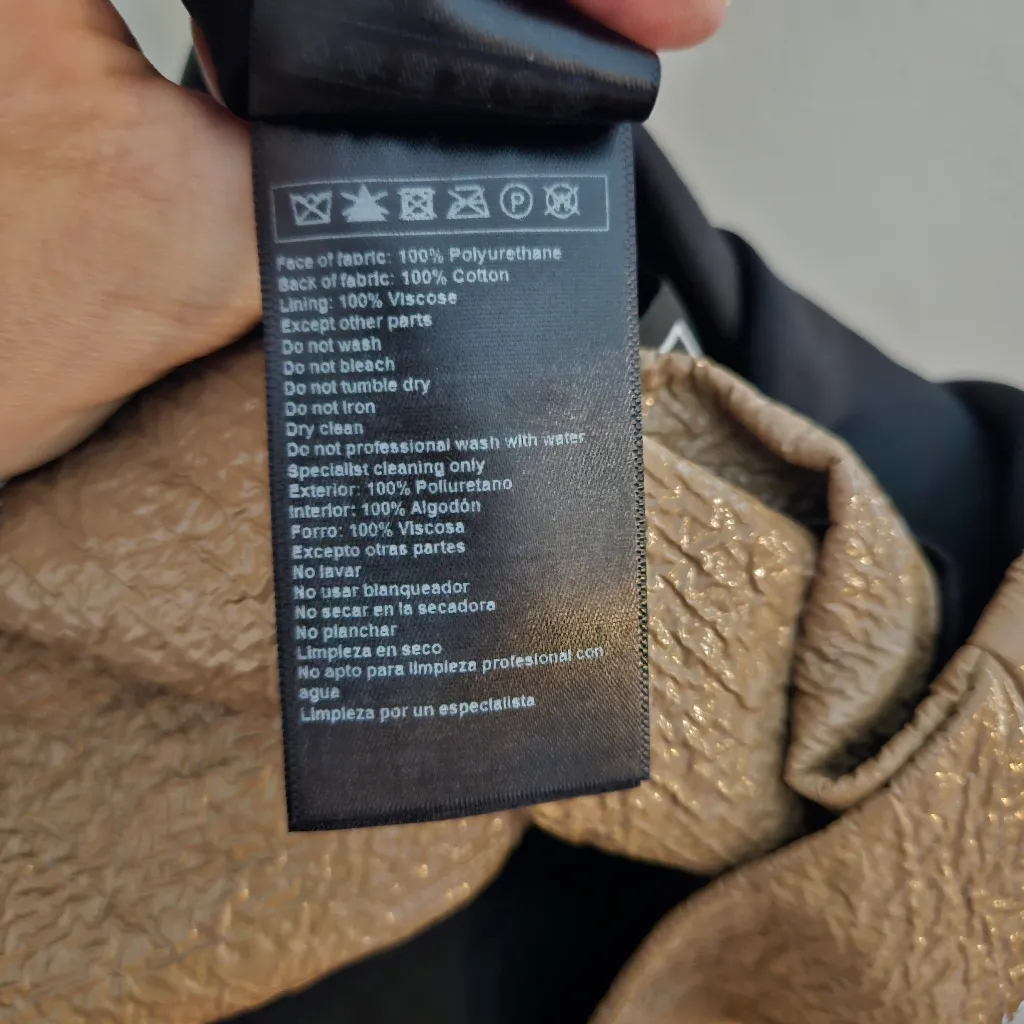 P W
Face of fabric: 100% Polyurethane
Back of fabric: 100% Cotton
Lining: 100% Viscose
Except other parts
Do not wash
Do not bleach
Do not tumble dry
Do not iron
Dry clean
Do not professional wash with water
Specialist cleaning only
Exterior: 100% Poliuretano
Interior: 100% Algodón
Forro: 100% Viscosa
Excepto otras partes
No lavar
No usar blanqueador
No secar en la secadora
No planchar
Limpieza en seco
No apto para limpieza profesional con
agua
Limpieza por un especialista